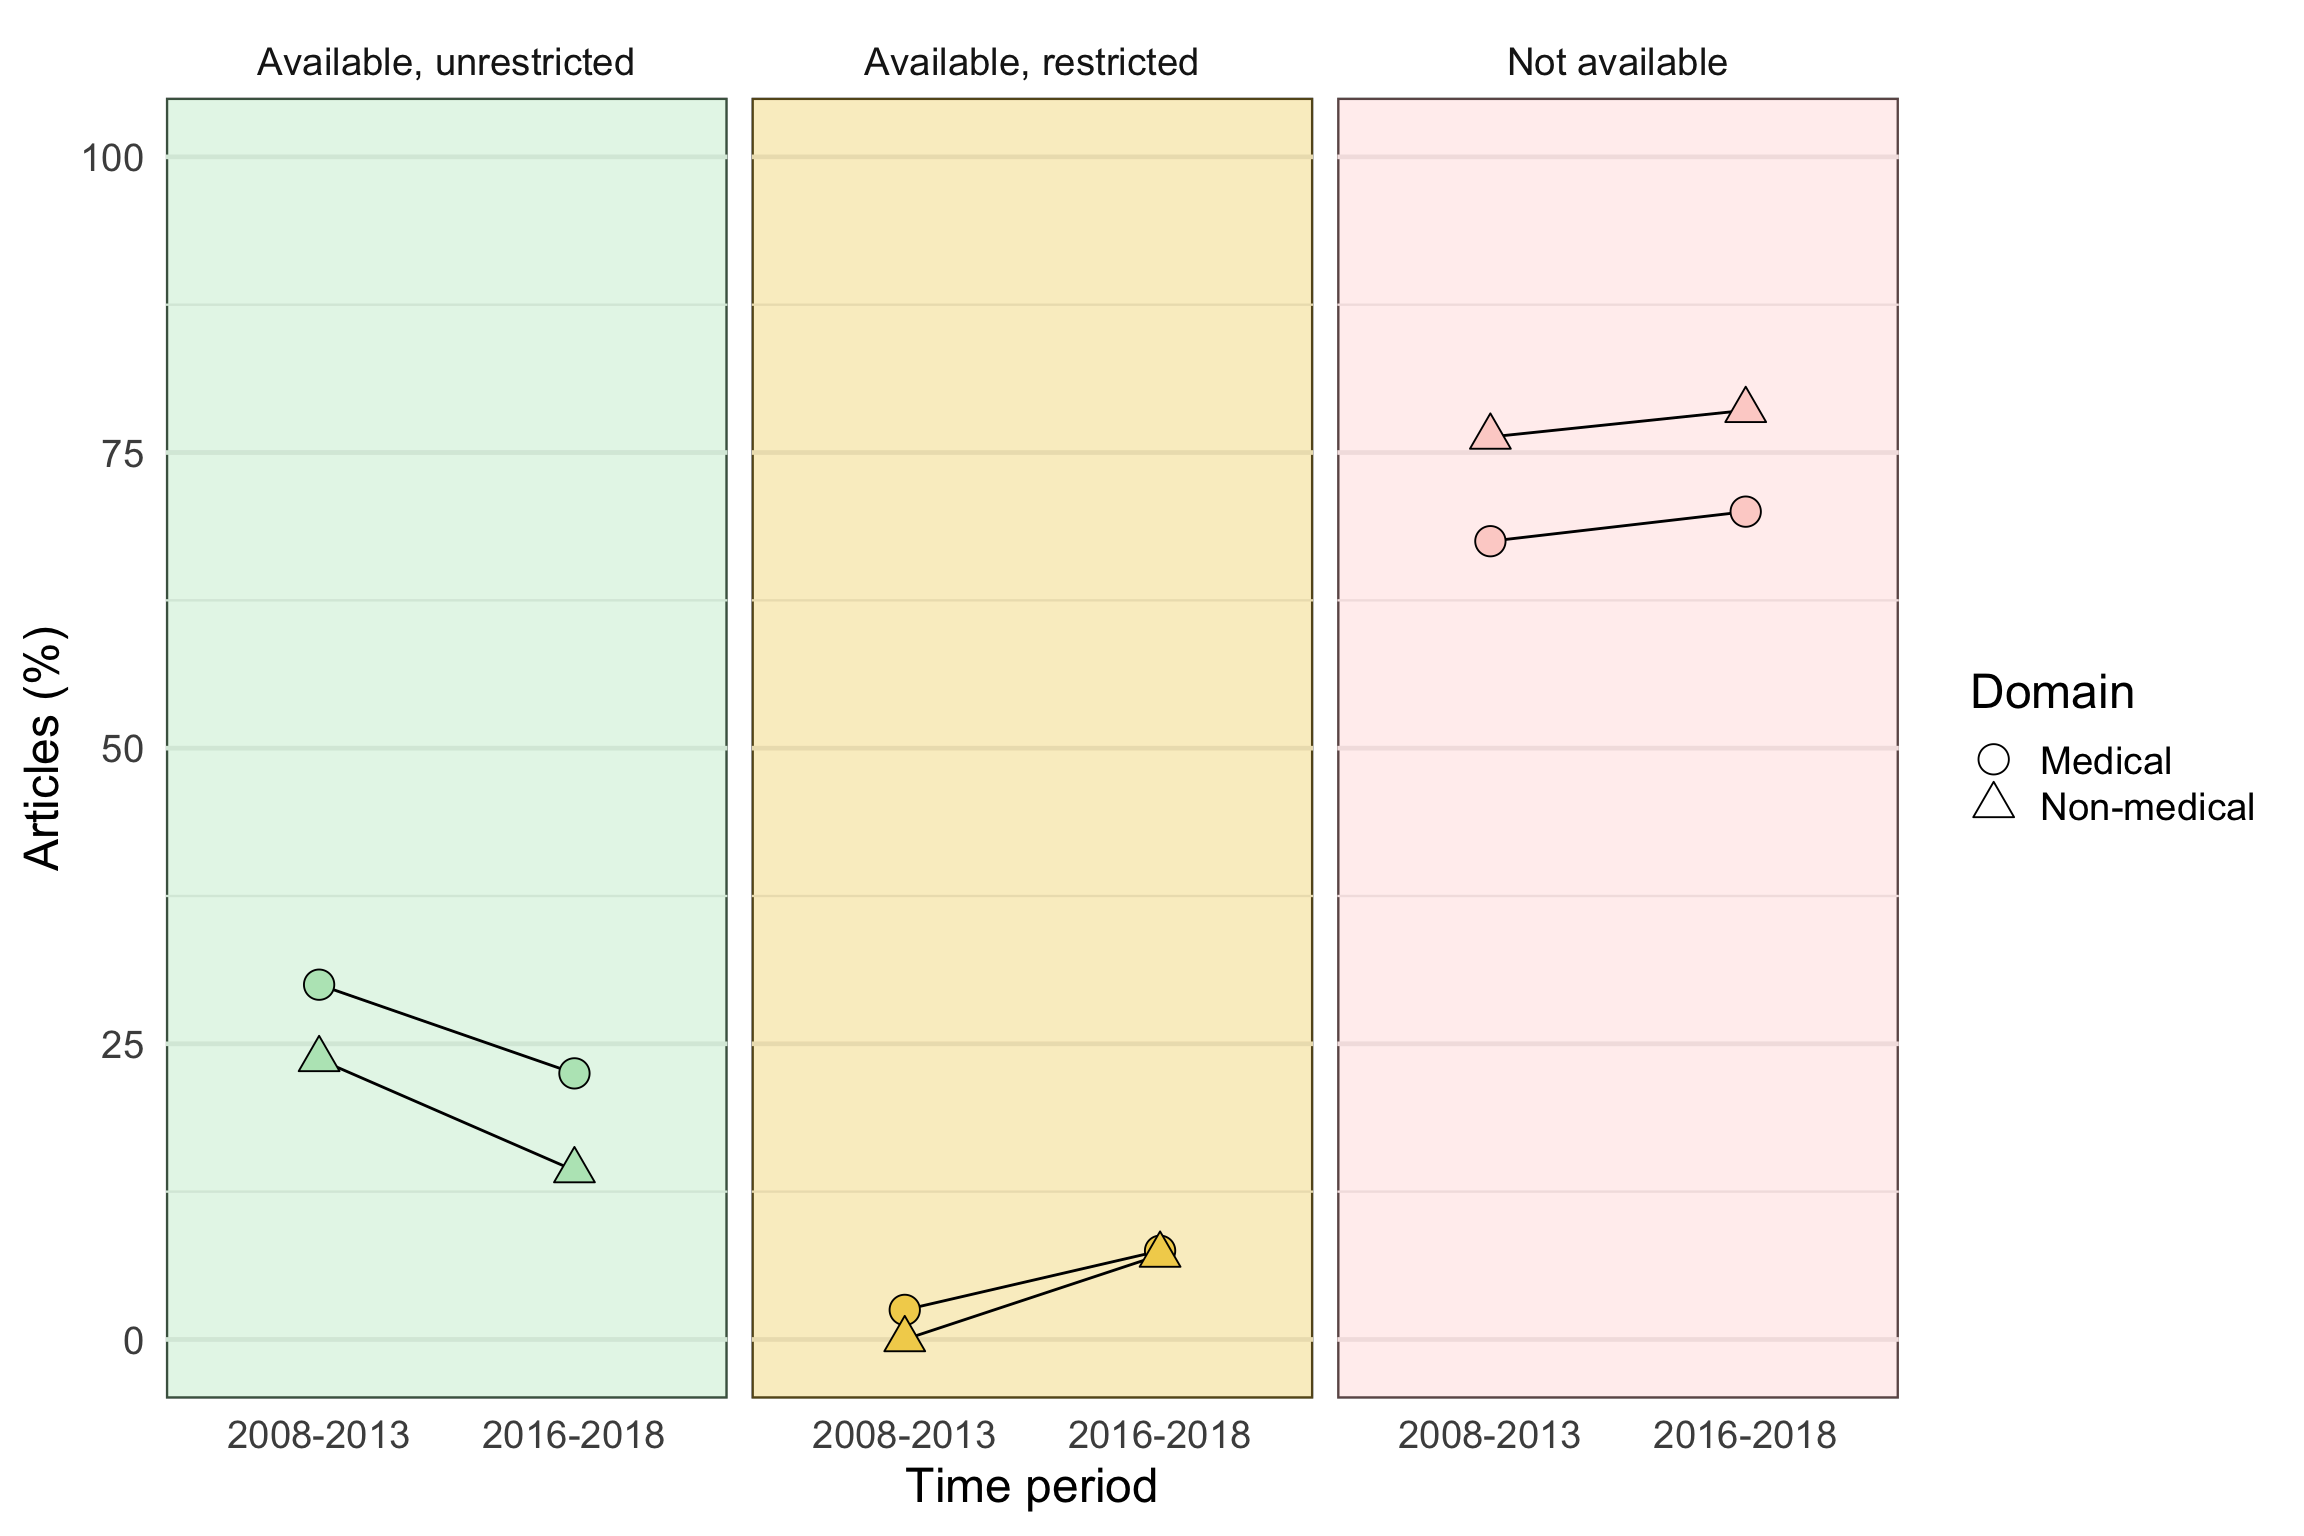 Available, unrestricted
Available, restricted
Not available
100
75
50
25
0
Articles (%)
2008-2013
2016-2018
2008-2013
2016-2018
2008-2013
2016-2018
Time period
Domain
Medical
Non-medical